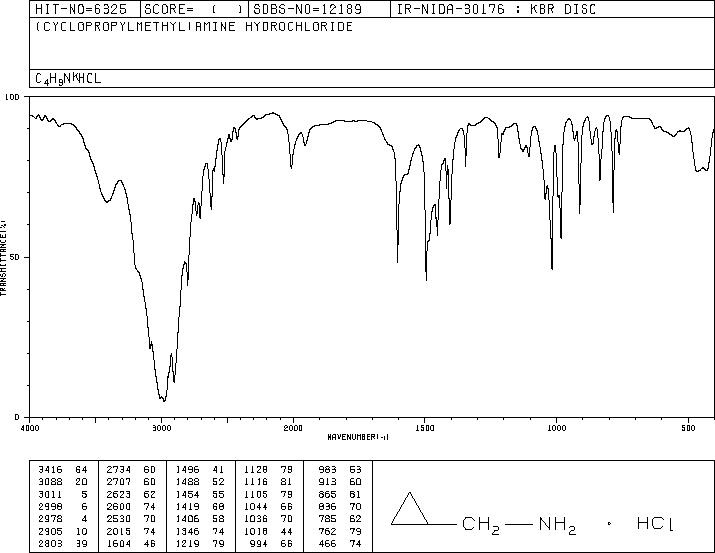 HIT-NO=6325 SCORE= ( ) SDBS-NO=12189 IR-NIDA-30176 : KBR DISC
(CYCLOPROPYLMETHYL)AMINE HYDROCHLORIDE
C4H9NKHCL
100
50
0
TRANSMITTANCE(%)
4000 3000 2000 1500 1000 500
WAVENUMBER(-1)
3416 64 2734 60 1496 41 1128 79 983 53
3088 20 2707 60 1488 52 1116 81 913 60
3011 5 2623 62 1454 55 1105 79 865 81
2998 6 2600 74 1419 68 1044 66 836 70
2978 4 2530 70 1406 58 1036 70 785 62
2905 10 2015 74 1346 74 1018 44 762 79
2803 39 1604 46 1219 79 994 66 466 74
CH2 NH2 · HCl